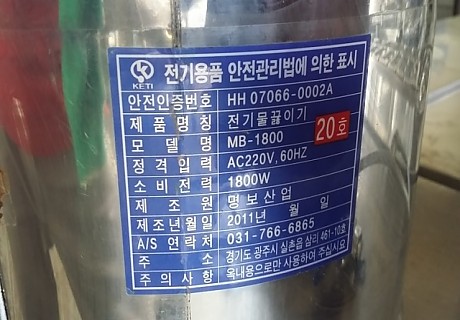 KETI 전기용품 안전관리법에 의한 표시
안전인증번호 HH 07066-0002A
제품명칭 전기물끓이기
모델명 MB-1800 20호
정격입력 AC220V, 60HZ
소비전력 1800W
제조원 명보산업
제조년월일 2011년 월 일
A/S 연락처 031-766-6865
주소 경기도 광주시 실촌읍 삼리 461-10호
주의사항 옥내용으로만 사용하여 주십시요